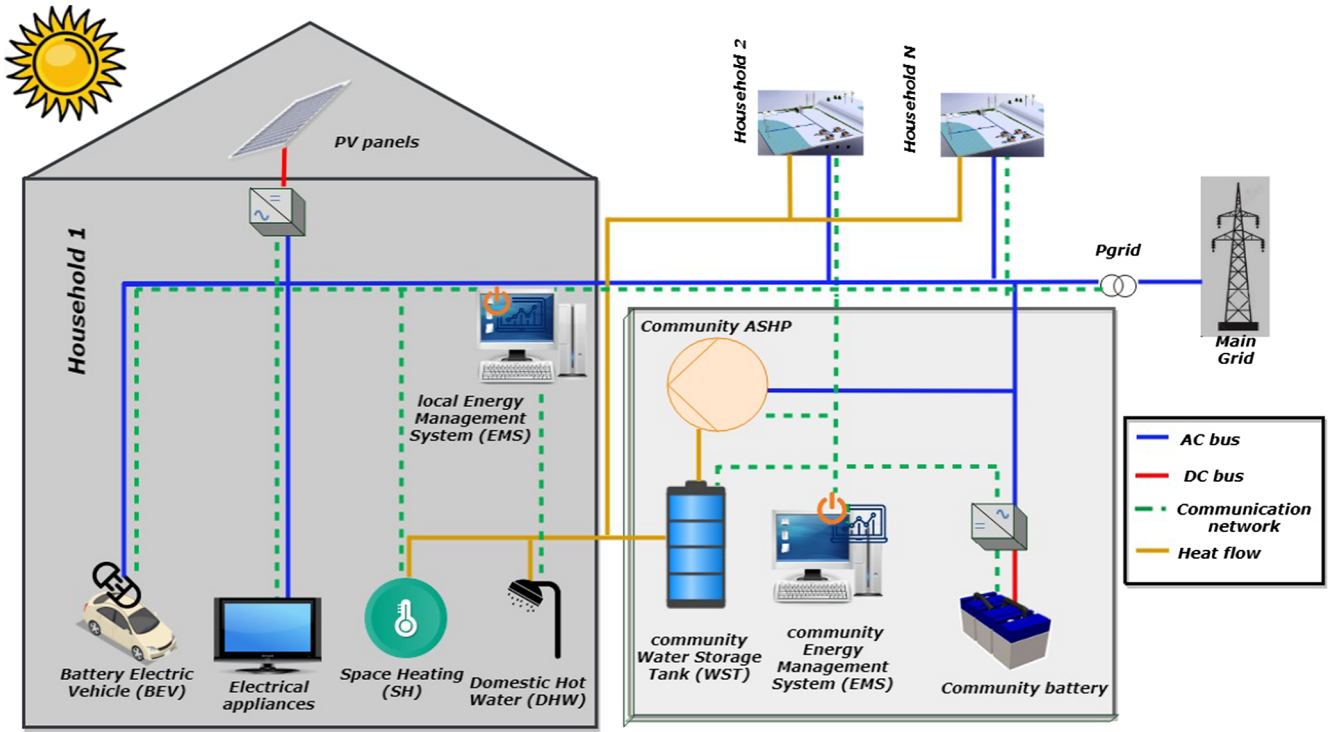 Household 2
Household N
PV panels
Household 1
Pgrid
Main
Grid
Community ASHP
local Energy
Management
System (EMS)
AC bus
DC bus
Communication
network
Heat flow
Battery Electric
Vehicle (BEV)
Electrical
appliances
Space Heating
(SH)
Domestic Hot
Water (DHW)
community
Water Storage
Tank (WST)
community
Energy
Management
System (EMS)
Community battery